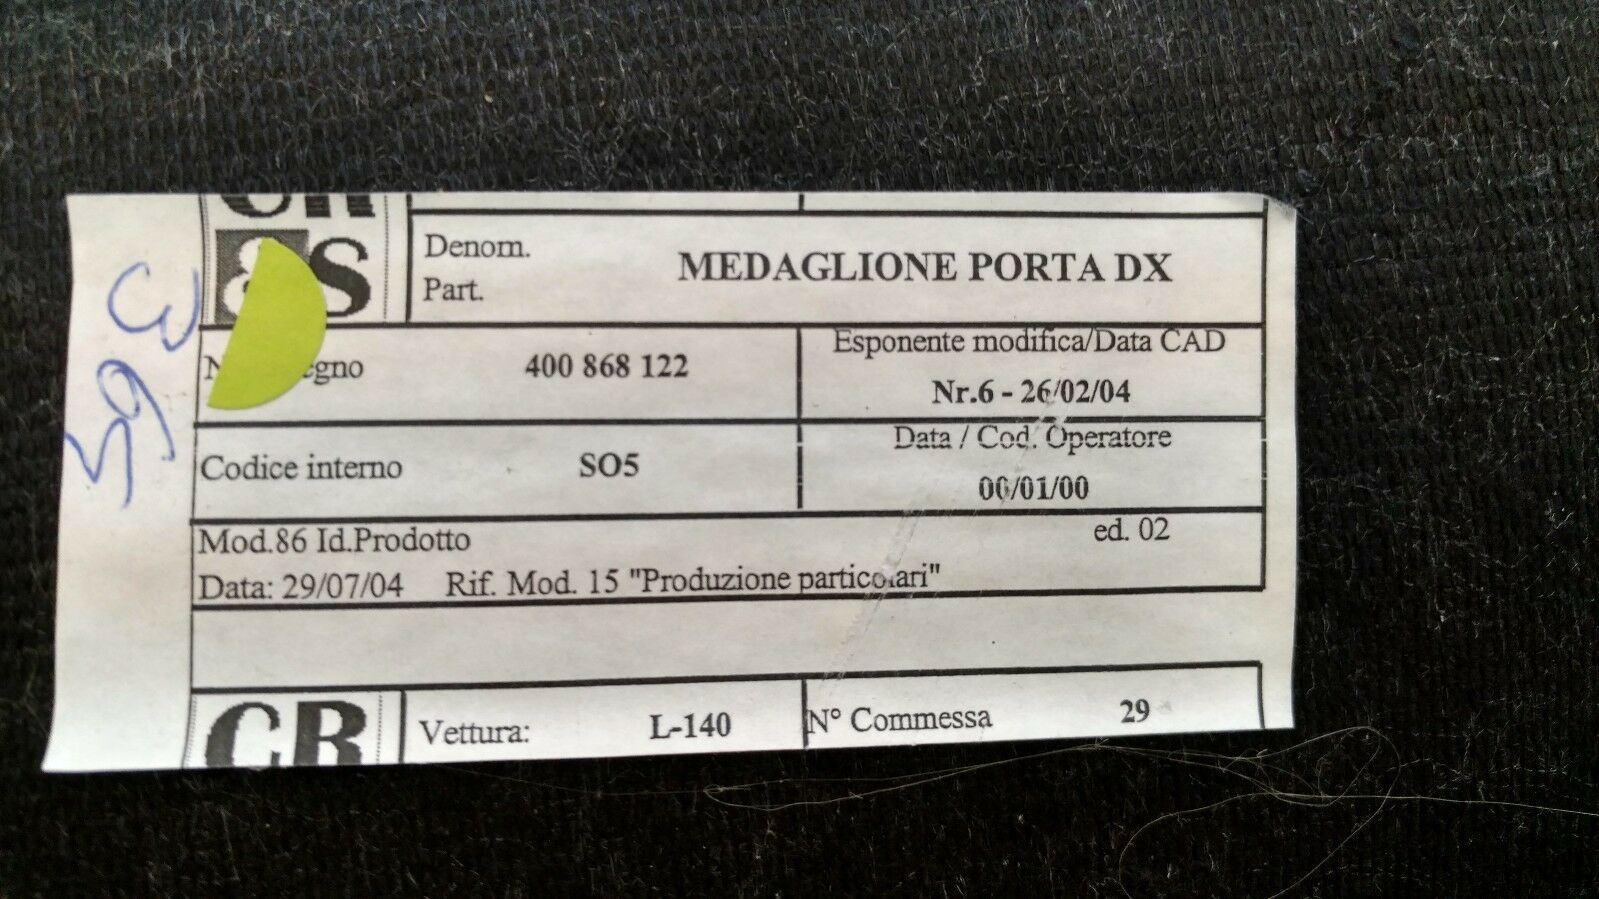 Denom. Part.
MEDAGLIONE PORTA DX
400 868 122
Esponente modifica/Data CAD
Nr.6 - 26/02/04
Codice interno SO5
Data / Cod. Operatore
00/01/00
Mod.86 Id.Prodotto ed. 02
Data: 29/07/04 Rif. Mod. 15 "Produzione particolari"
Vettura: L-140 N° Commessa 29
365